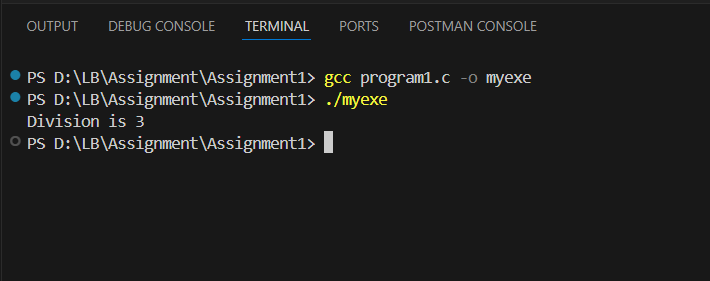 OUTPUT DEBUG CONSOLE TERMINAL PORTS POSTMAN CONSOLE
PS D:\LB\Assignment\Assignment1> gcc program1.c -o myexe
PS D:\LB\Assignment\Assignment1> ./myexe
Division is 3
PS D:\LB\Assignment\Assignment1>